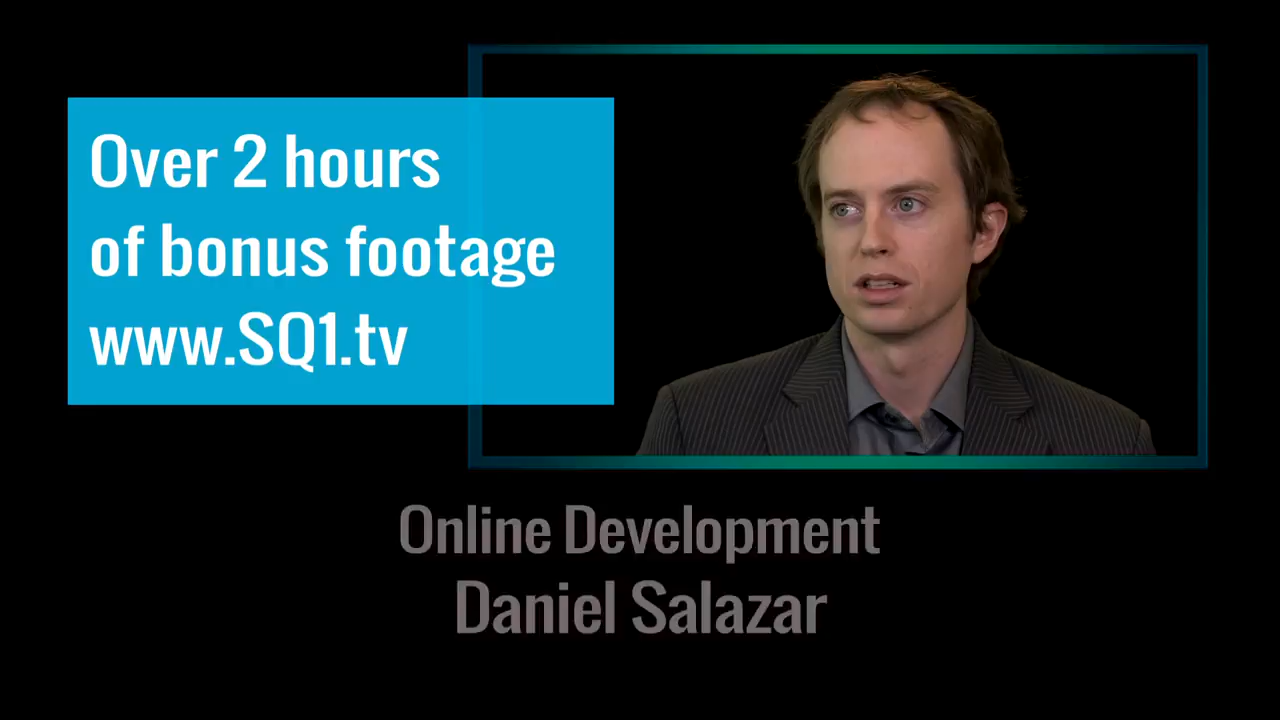 Over 2 hours
of bonus footage
www.SQ1.tv
Online Development
Daniel Salazar